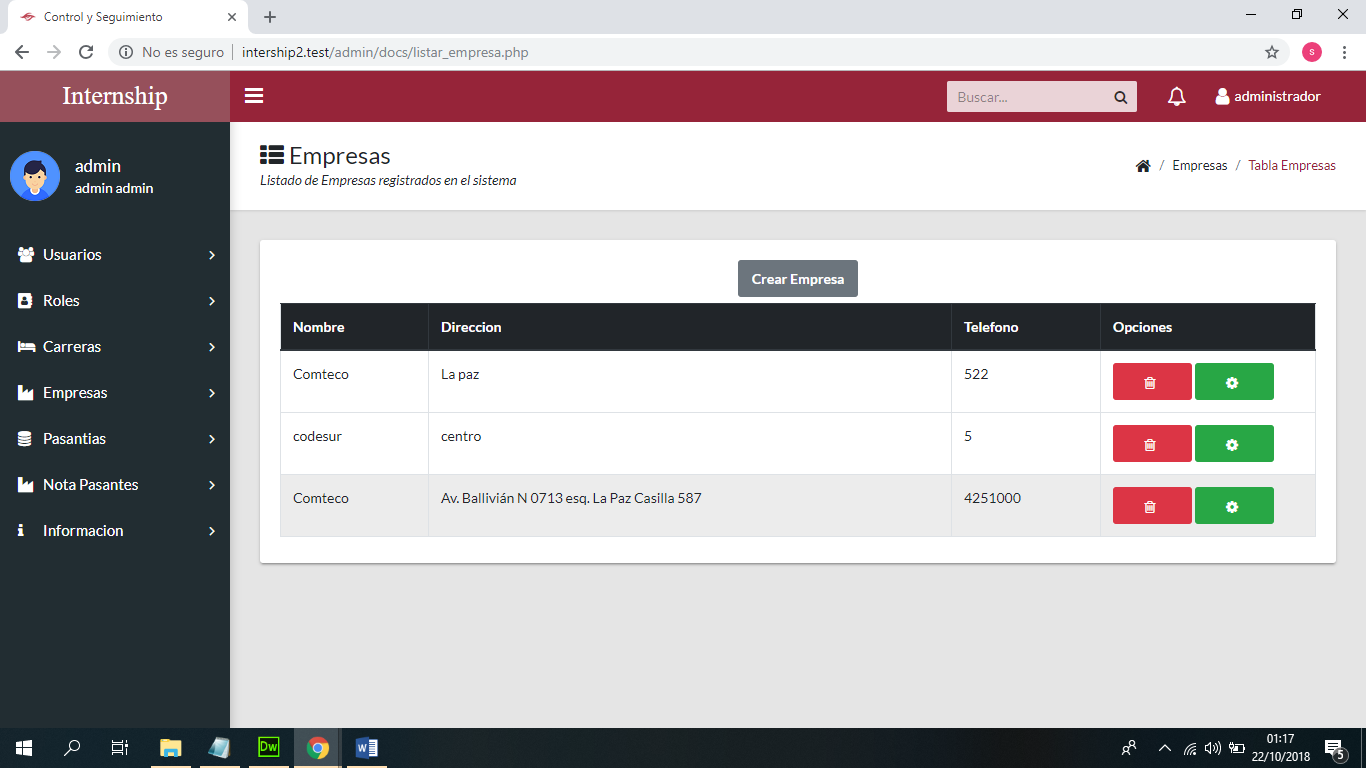 Control y Seguimiento
No es seguro
intership2.test/admin/docs/listar_empresa.php
s
Internship
Buscar...
administrador
admin
admin admin
Empresas
Listado de Empresas registrados en el sistema
/ Empresas / Tabla Empresas
Usuarios
Roles
Carreras
Empresas
Pasantias
Nota Pasantes
Informacion
Crear Empresa
Nombre Direccion Telefono Opciones
Comteco La paz 522
codesur centro 5
Comteco Av. Ballivián N 0713 esq. La Paz Casilla 587 4251000
Dw
W
01:17
22/10/2018
5